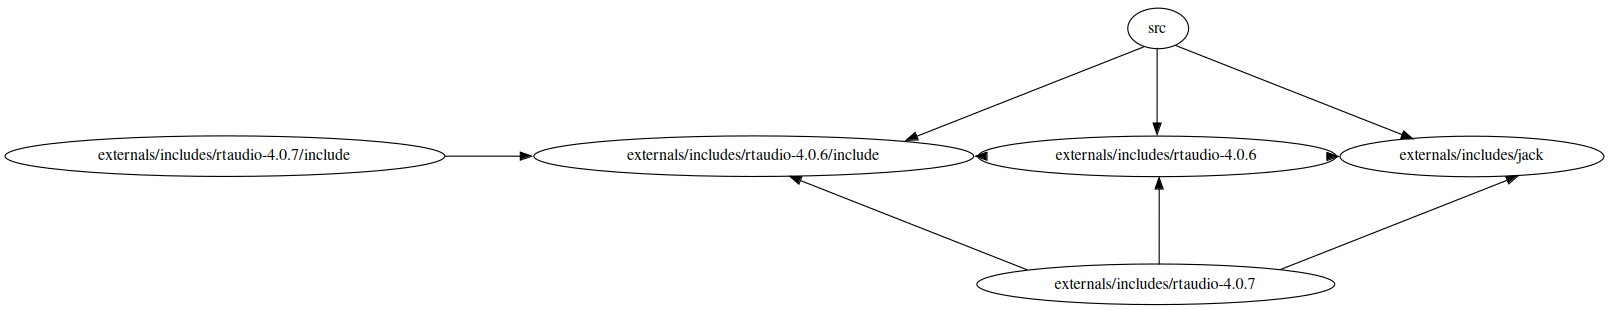 src
externals/includes/rtaudio-4.0.7/include
externals/includes/rtaudio-4.0.6/include
externals/includes/rtaudio-4.0.6
externals/includes/jack
externals/includes/rtaudio-4.0.7